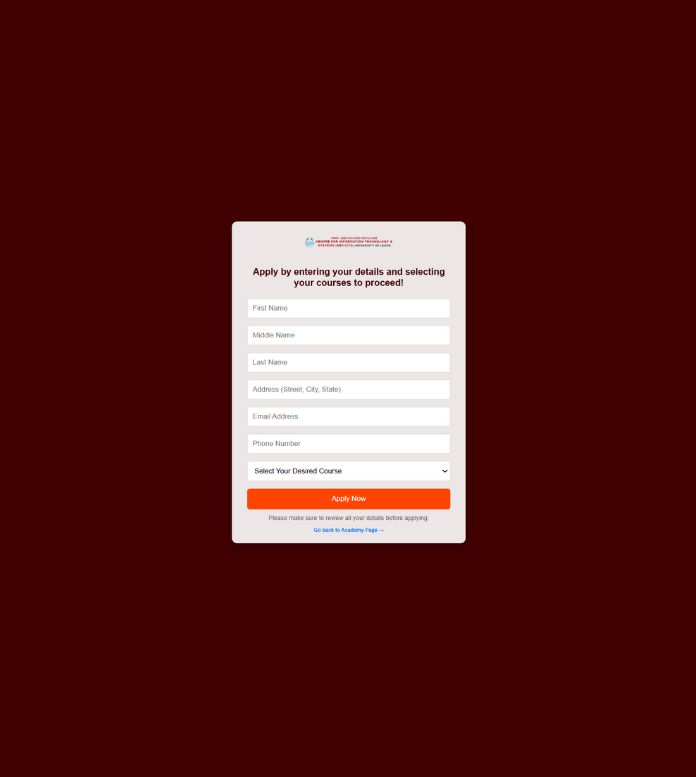 CENTRE FOR INFORMATION TECHNOLOGY &
SYSTEMS (CITS) UNIVERSITY OF LAGOS
Apply by entering your details and selecting
your courses to proceed!
First Name
Middle Name
Last Name
Address (Street, City, State)
Email Address
Phone Number
Select Your Desired Course
Apply Now
Please make sure to review all your details before applying.
Go back to Academy Page →